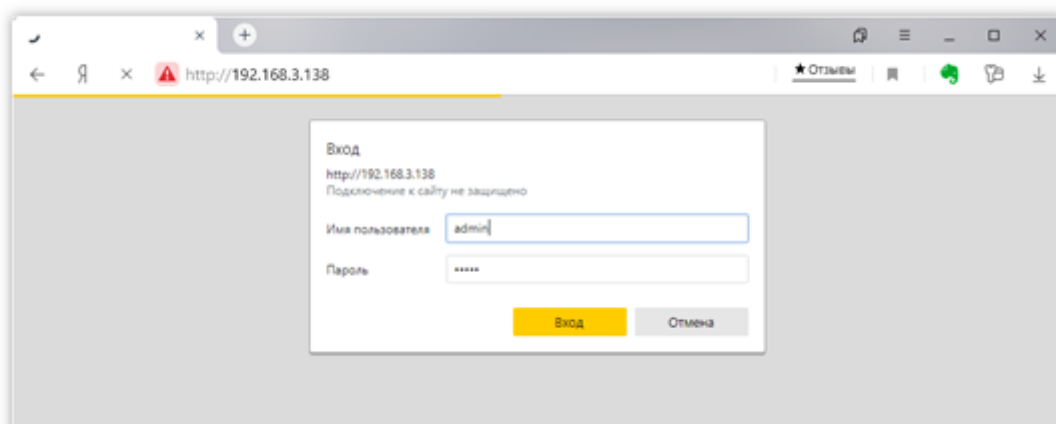 Я
http://192.168.3.138
★ Отзывы
Вход
http://192.168.3.138
Подключение к сайту не защищено
Имя пользователя
admin
Пароль
•••••
Вход
Отмена